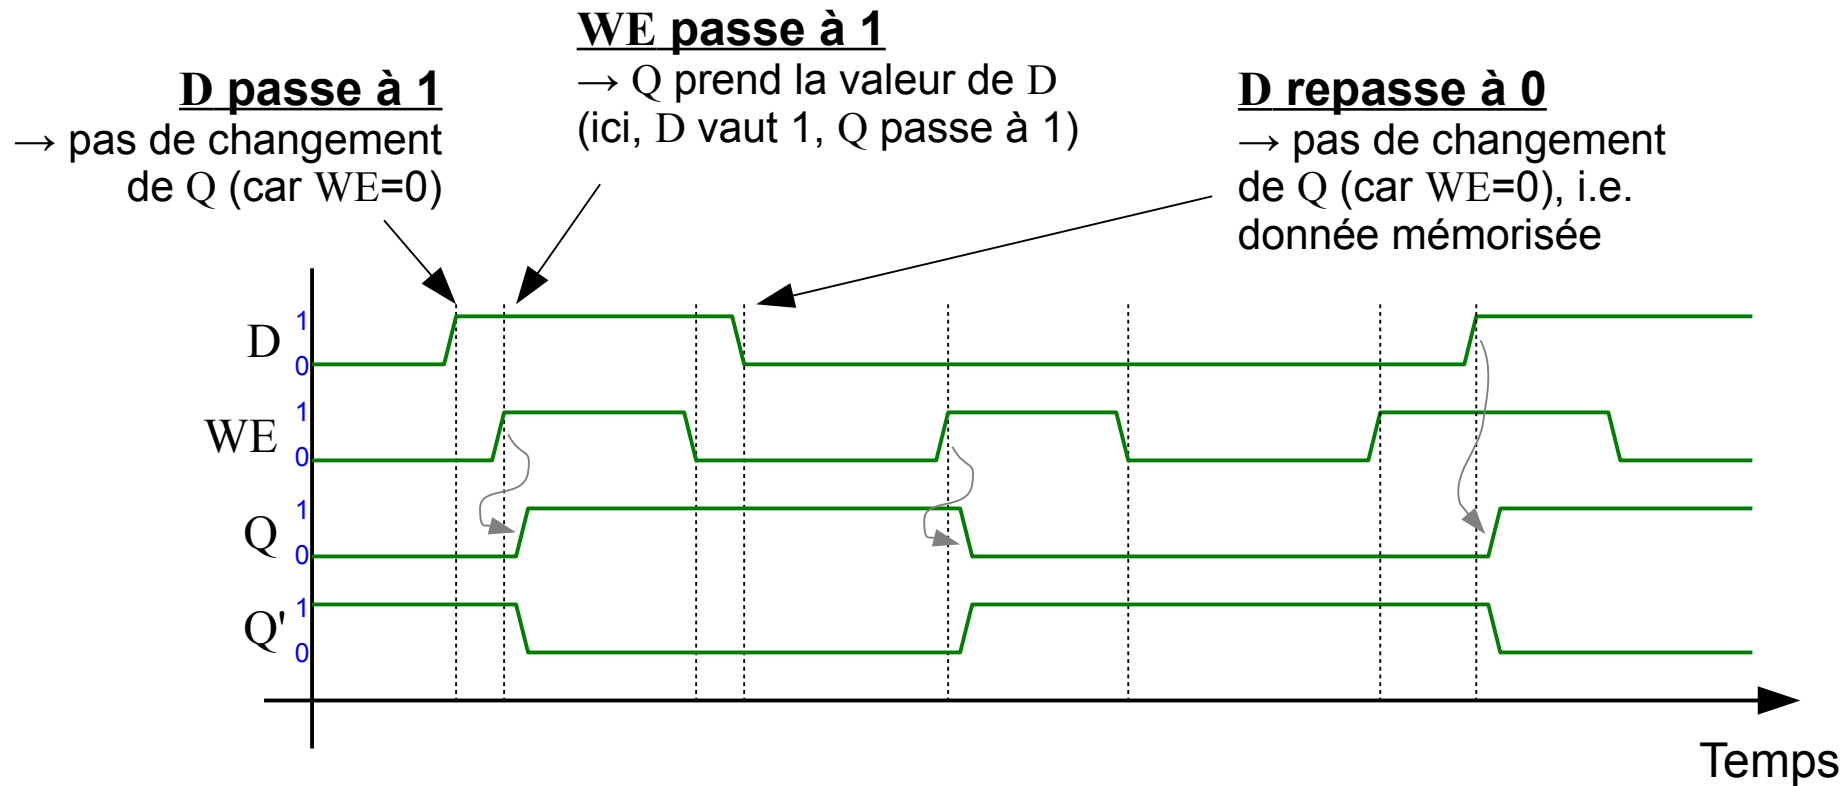 WE passe à 1
→ Q prend la valeur de D
(ici, D vaut 1, Q passe à 1)
D passe à 1
→ pas de changement
de Q (car WE=0)
D repasse à 0
→ pas de changement
de Q (car WE=0), i.e.
donnée mémorisée
D
1
0
WE
1
0
Q
1
0
Q'
1
0
Temps